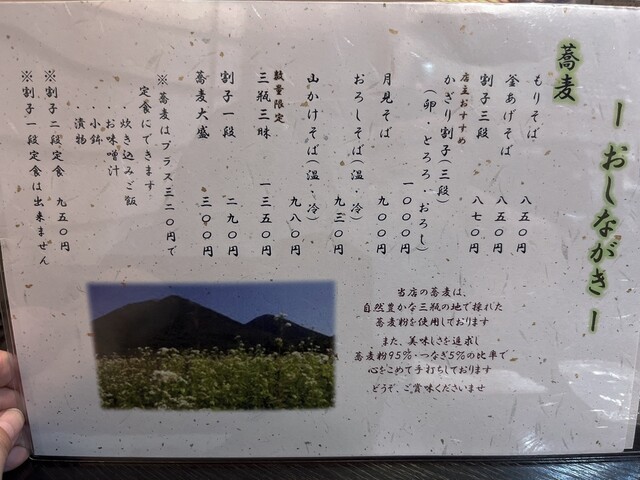 ー おしながき ー
蕎麦
もりそば 八五〇円
釜あげそば 八五〇円
割子三段 八七〇円
店主おすすめ
かざり割子(三段)
(卯・とろろ・おろし)
一〇〇〇円
月見そば 九〇〇円
おろしそば(温・冷)
九三〇円
山かけそば(温・冷)
九八〇円
数量限定
三瓶三昧 一三五〇円
割子一段 二九〇円
蕎麦大盛 三〇〇円
※蕎麦はプラス三二〇円で
定食にできます
炊き込みご飯
・お味噌汁
・小鉢
・漬物
※割子二段定食 九五〇円
※割子一段定食は出来ません
当店の蕎麦は、
自然豊かな三瓶の地で採れた
蕎麦粉を使用しております
また、美味しさを追求し
蕎麦粉95%・つなぎ5%の比率で
心をこめて手打ちしております
どうぞ、ご賞味くださいませ